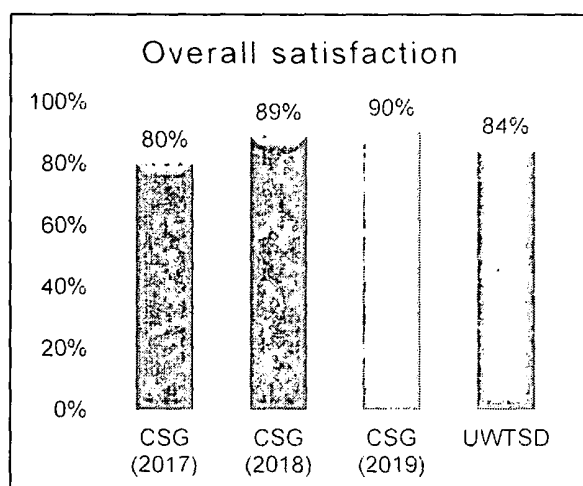 Overall satisfaction
100%
80%
60%
40%
20%
0%
80%
89%
90%
84%
CSG
(2017)
CSG
(2018)
CSG
(2019)
UWTSD